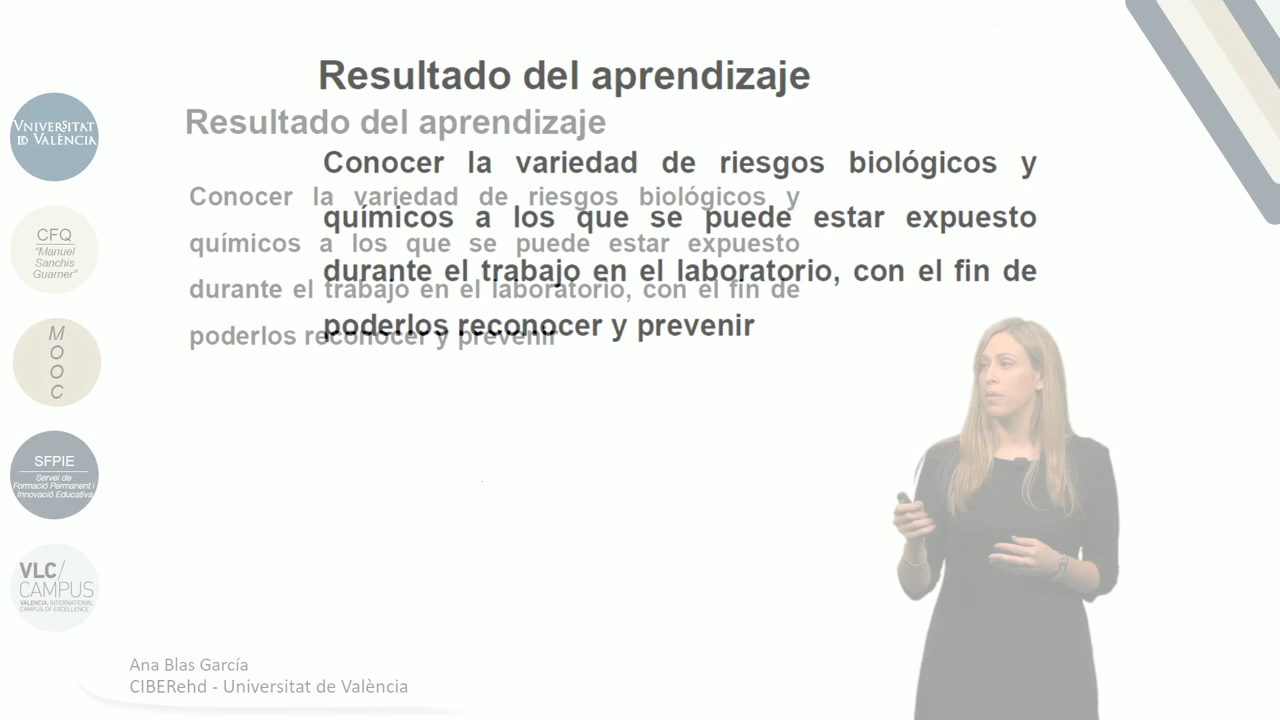 Resultado del aprendizaje
Resultado del aprendizaje
Conocer la variedad de riesgos biológicos y
químicos a los que se puede estar expuesto
durante el trabajo en el laboratorio, con el fin de
poderlos reconocer y prevenir
Conocer la variedad de riesgos biológicos y
químicos a los que se puede estar expuesto
durante el trabajo en el laboratorio, con el fin de
poderlos reconocer y prevenir
VNIVERSITAT
ID VALÈNCIA
CFQ
"Manuel
Sanchis
Guarner"
M
O
O
C
SFPIE
Servei de
Formació Permanent i
Innovació Educativa
VLC/
CAMPUS
VALENCIA, INTERNATIONAL
CAMPUS OF EXCELLENCE
Ana Blas García
CIBERehd - Universitat de València